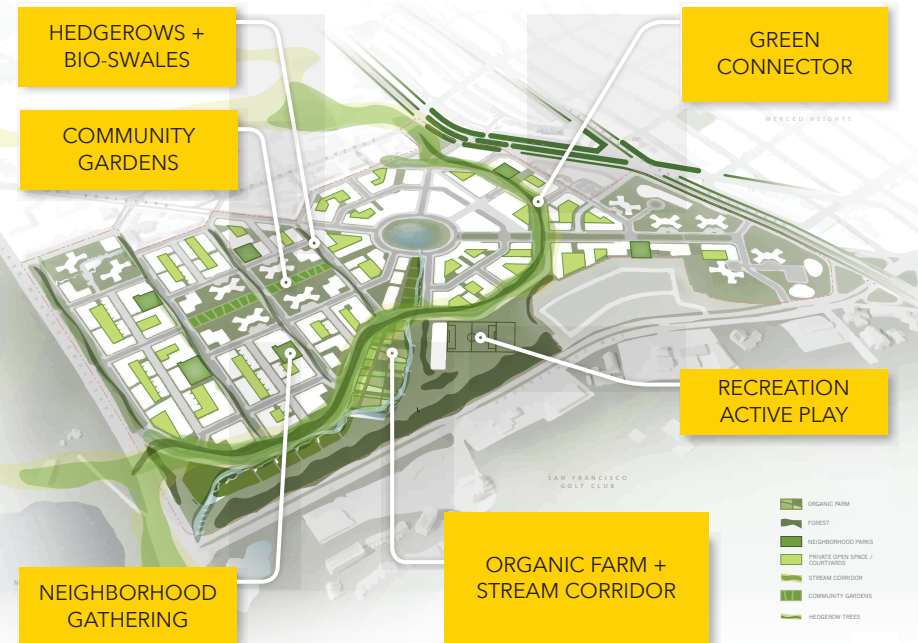 HEDGEROWS +
BIO-SWALES
GREEN
CONNECTOR
MERCED HEIGHTS
COMMUNITY
GARDENS
RECREATION
ACTIVE PLAY
SAN FRANCISCO
GOLF CLUB
ORGANIC FARM
FOREST
NEIGHBORHOOD PARKS
PRIVATE OPEN SPACE /
COURTYARDS
STREAM CORRIDOR
COMMUNITY GARDENS
HEDGEROW TREES
ORGANIC FARM +
STREAM CORRIDOR
NEIGHBORHOOD
GATHERING